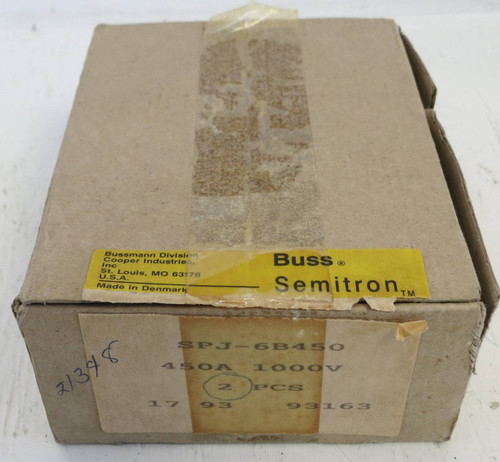 Bussmann Division
Cooper Industries
Inc
St. Louis, MO 63178
U.S.A.
Made in Denmark
Buss®
Semitron™
SPJ-6B450
450A 1000V
2 PCS
17 93 93163
21348